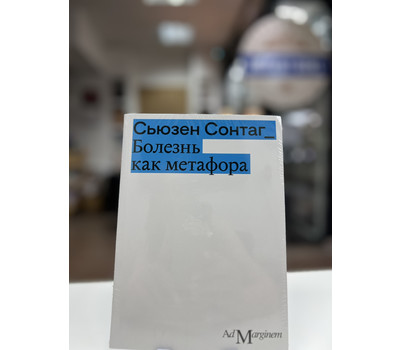 Сьюзен Сонтаг_
Болезнь
как метафора
Ad Marginem